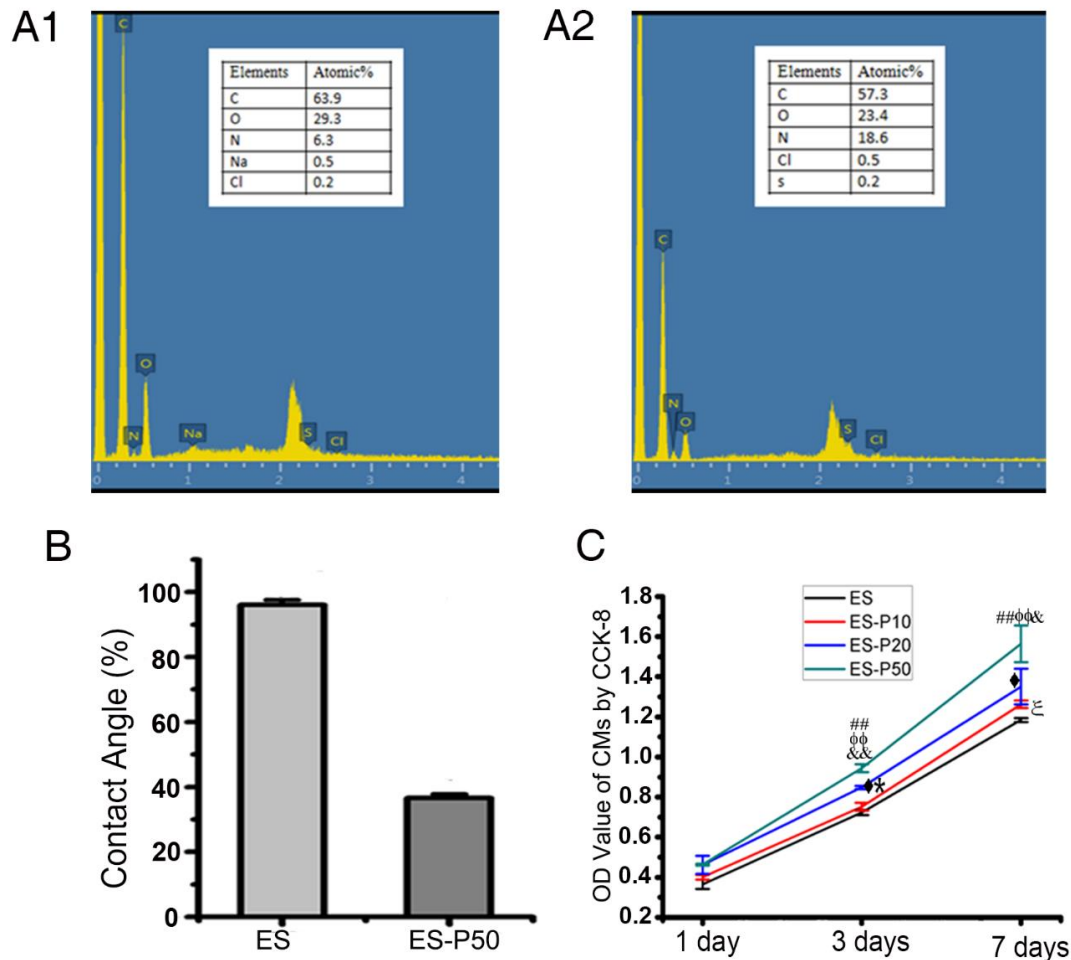 A1
C
Elements Atomic%
C 63.9
O 29.3
N 6.3
Na 0.5
Cl 0.2
O
N
Na
S
Cl
0 1 2 3 4
A2
Elements Atomic%
C 57.3
O 23.4
N 18.6
Cl 0.5
s 0.2
C
N
O
S
Cl
0 1 2 3 4
B
Contact Angle (%)
100
80
60
40
20
0
ES ES-P50
C
OD Value of CMs by CCK-8
1.8
1.6
1.4
1.2
1.0
0.8
0.6
0.4
0.2
ES
ES-P10
ES-P20
ES-P50
##
ϕϕ
&&
♦*
##ϕϕ&
♦
ξ
1 day 3 days 7 days